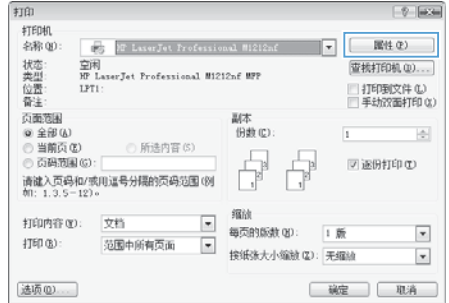 打印
打印机
名称(N): HP LaserJet Professional M1212nf 属性(P)
状态: 空闲 查找打印机(D)...
类型: HP LaserJet Professional M1212nf MFP
位置: LPT1: 打印到文件(L)
备注: 手动双面打印(X)
页面范围 副本
全部(A) 份数(C): 1
当前页(E) 所选内容(S)
页码范围(G): 逐份打印(T)
请键入页码和/或用逗号分隔的页码范围(例
如: 1.3.5-12)。
缩放
打印内容(W): 文档 每页的版数(H): 1 版
打印(R): 范围中所有页面 按纸张大小缩放(Z): 无缩放
选项(O)... 确定 取消